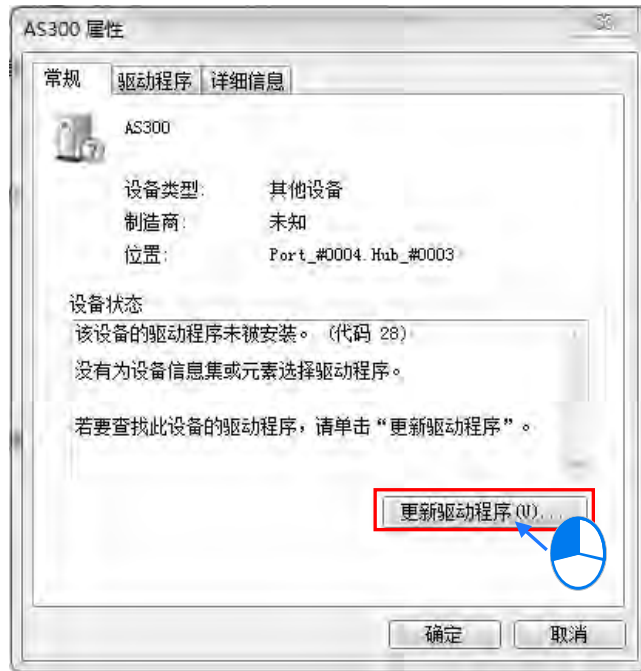 AS300 属性
常规 驱动程序 详细信息
AS300
设备类型: 其他设备
制造商: 未知
位置: Port_#0004.Hub_#0003
设备状态
该设备的驱动程序未被安装。 (代码 28)
没有为设备信息集或元素选择驱动程序。
若要查找此设备的驱动程序，请单击“更新驱动程序”。
更新驱动程序(U)...
确定 取消